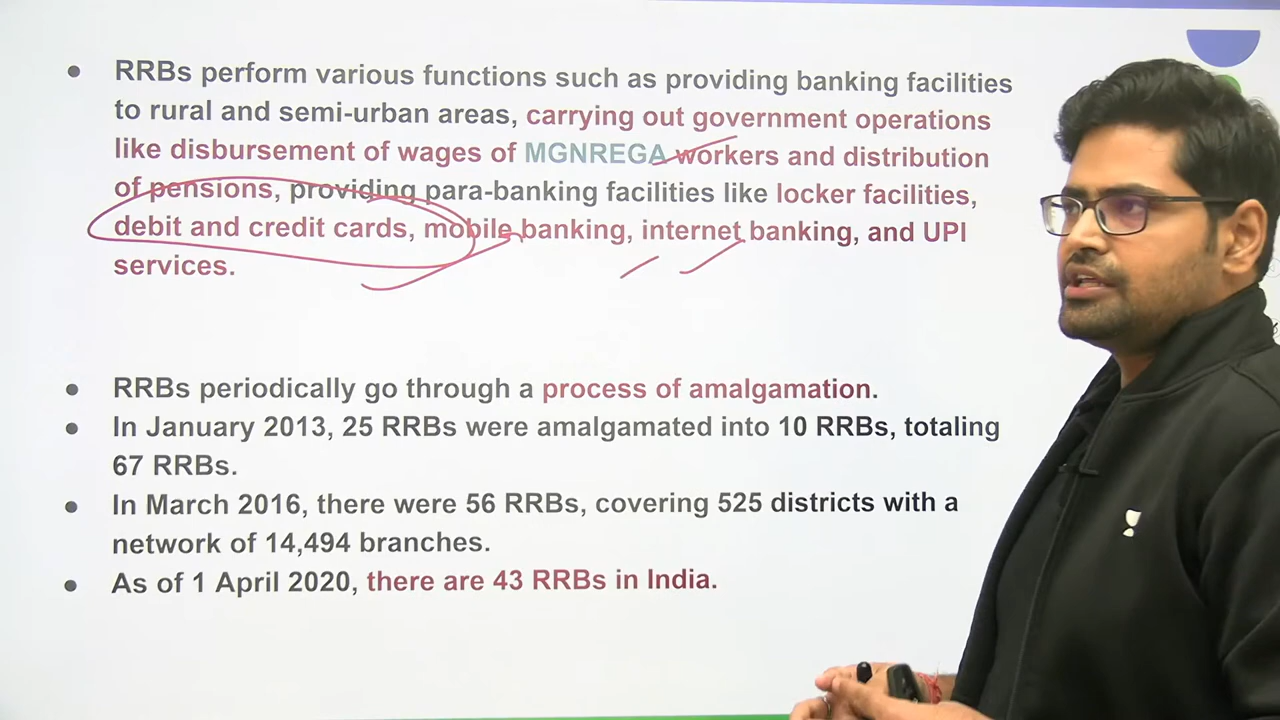 ● RRBs perform various functions such as providing banking facilities
to rural and semi-urban areas, carrying out government operations
like disbursement of wages of MGNREGA workers and distribution
of pensions, providing para-banking facilities like locker facilities,
debit and credit cards, mobile banking, internet banking, and UPI
services.
● RRBs periodically go through a process of amalgamation.
● In January 2013, 25 RRBs were amalgamated into 10 RRBs, totaling
67 RRBs.
● In March 2016, there were 56 RRBs, covering 525 districts with a
network of 14,494 branches.
● As of 1 April 2020, there are 43 RRBs in India.